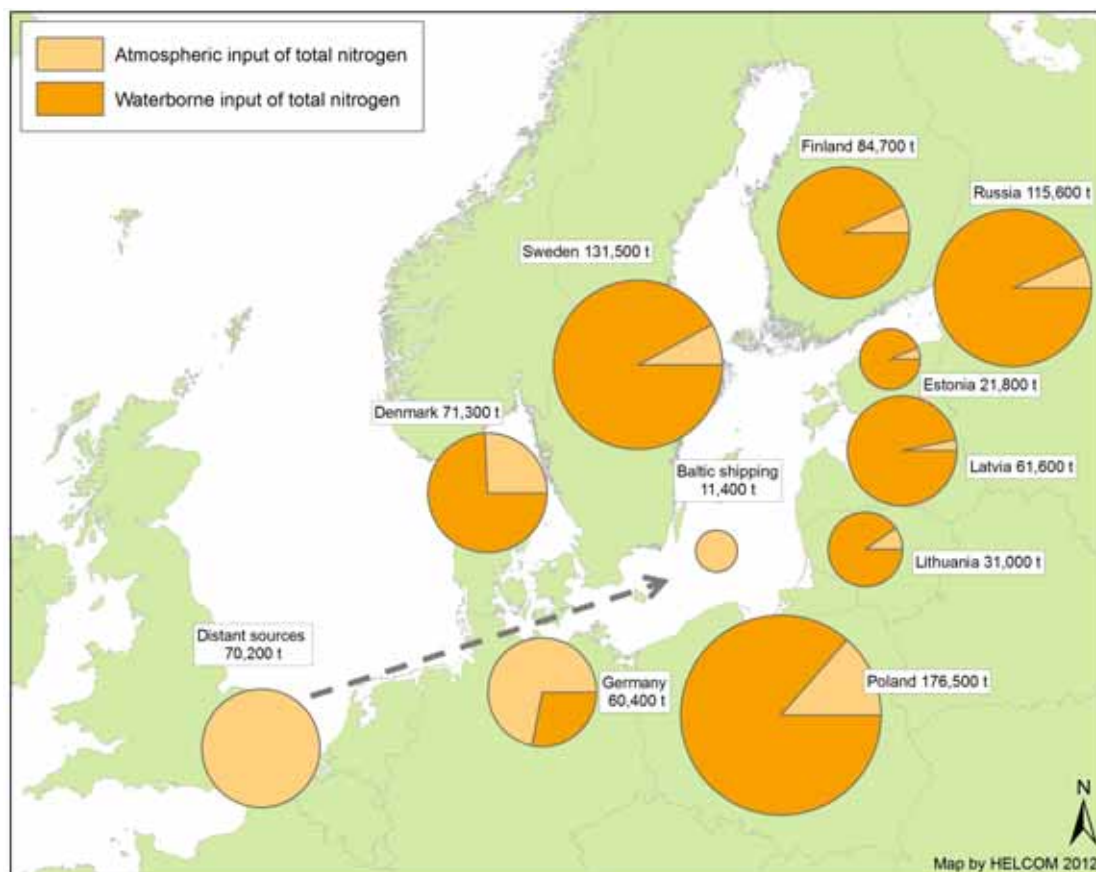 Atmospheric input of total nitrogen
Waterborne input of total nitrogen
Finland 84,700 t
Russia 115,600 t
Sweden 131,500 t
Estonia 21,800 t
Denmark 71,300 t
Baltic shipping
11,400 t
Latvia 61,600 t
Lithuania 31,000 t
Distant sources
70,200 t
Germany
60,400 t
Poland 176,500 t
N
Map by HELCOM 2012